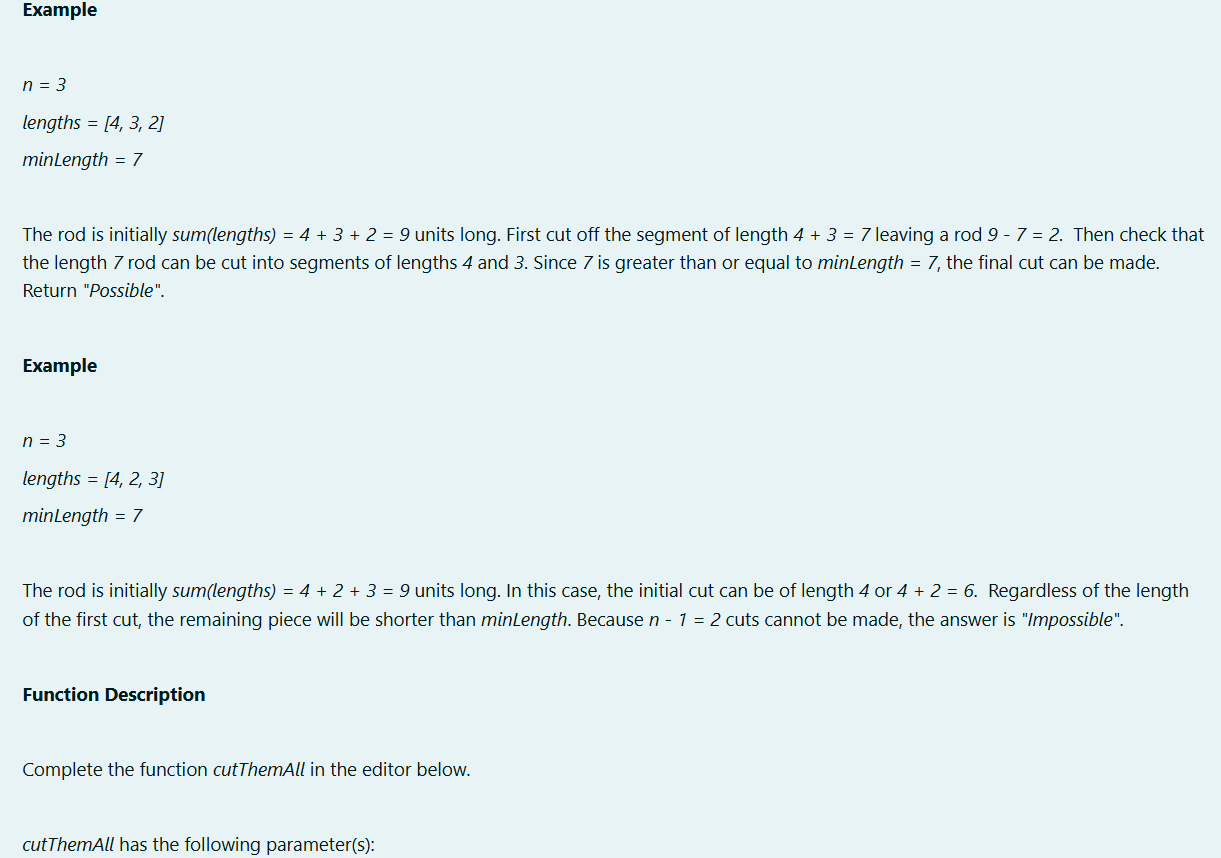 Example
n = 3
lengths = [4, 3, 2]
minLength = 7
The rod is initially sum(lengths) = 4 + 3 + 2 = 9 units long. First cut off the segment of length 4 + 3 = 7 leaving a rod 9 - 7 = 2.  Then check that
the length 7 rod can be cut into segments of lengths 4 and 3. Since 7 is greater than or equal to minLength = 7, the final cut can be made.
Return "Possible".
Example
n = 3
lengths = [4, 2, 3]
minLength = 7
The rod is initially sum(lengths) = 4 + 2 + 3 = 9 units long. In this case, the initial cut can be of length 4 or 4 + 2 = 6.  Regardless of the length
of the first cut, the remaining piece will be shorter than minLength. Because n - 1 = 2 cuts cannot be made, the answer is "Impossible".
Function Description
Complete the function cutThemAll in the editor below.
cutThemAll has the following parameter(s):